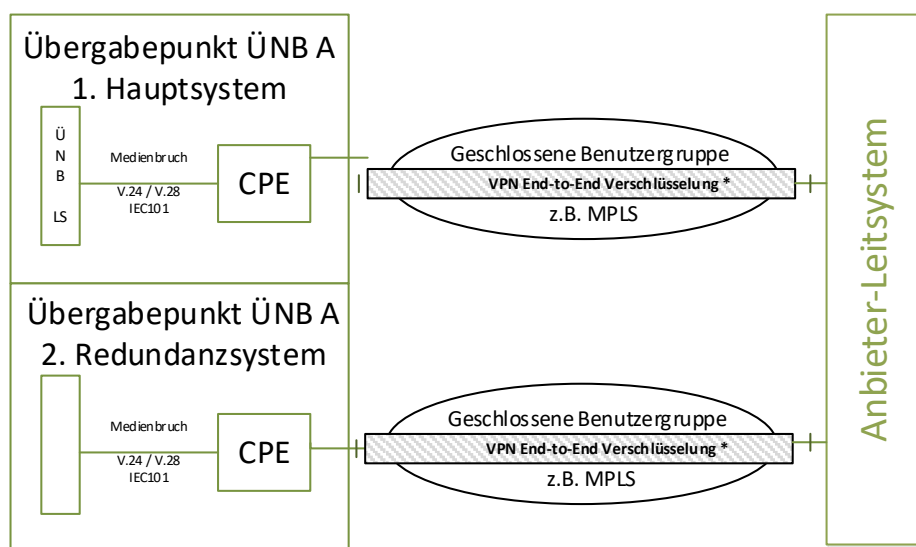 Übergabepunkt ÜNB A
1. Hauptsystem
Ü
N
B
LS
Medienbruch
V.24 / V.28
IEC101
CPE
Geschlossene Benutzergruppe
VPN End-to-End Verschlüsselung *
z.B. MPLS
Übergabepunkt ÜNB A
2. Redundanzsystem
Medienbruch
V.24 / V.28
IEC101
CPE
Geschlossene Benutzergruppe
VPN End-to-End Verschlüsselung *
z.B. MPLS
Anbieter-Leitsystem